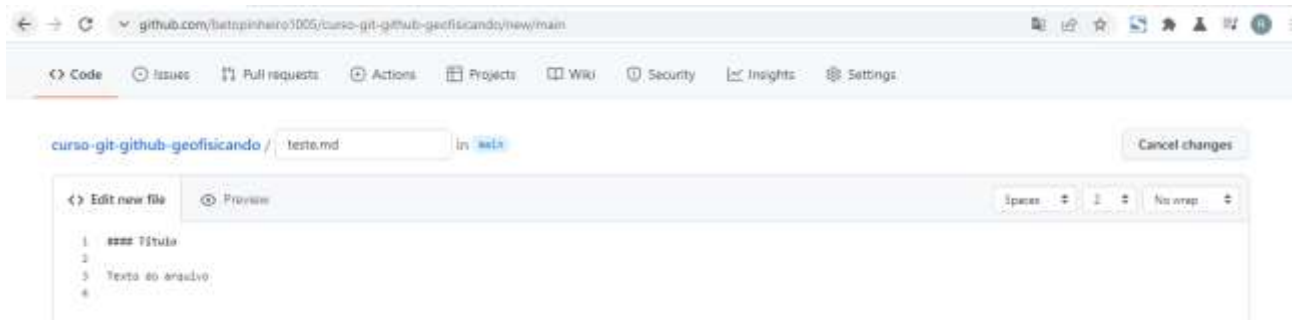 github.com/betopinheiro1005/curso-git-github-geofisicando/new/main
<> Code Issues Pull requests Actions Projects Wiki Security Insights Settings
curso-git-github-geofisicando / teste.md in main Cancel changes
<> Edit new file Preview Spaces 2 No wrap
1 #### Título
2
3 Texto do arquivo
4